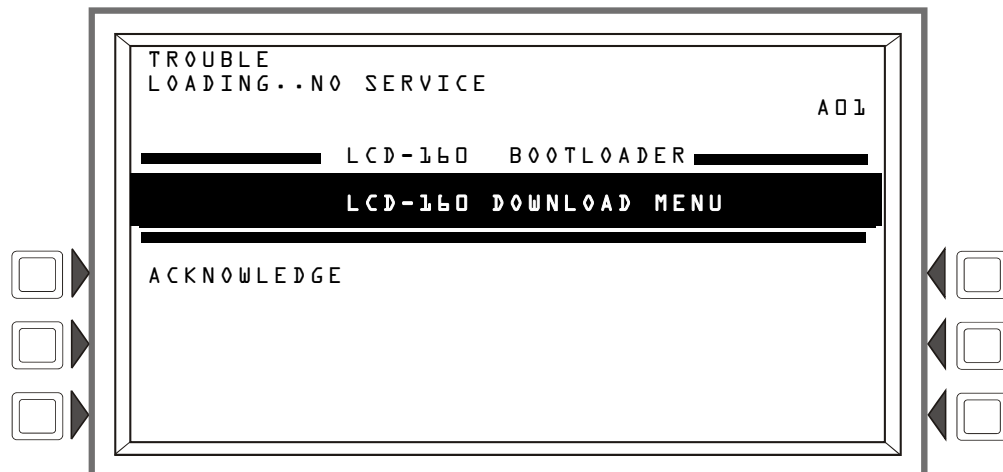 TROUBLE
LOADING..NO SERVICE
A01
LCD-160 BOOTLOADER
LCD-160 DOWNLOAD MENU
ACKNOWLEDGE